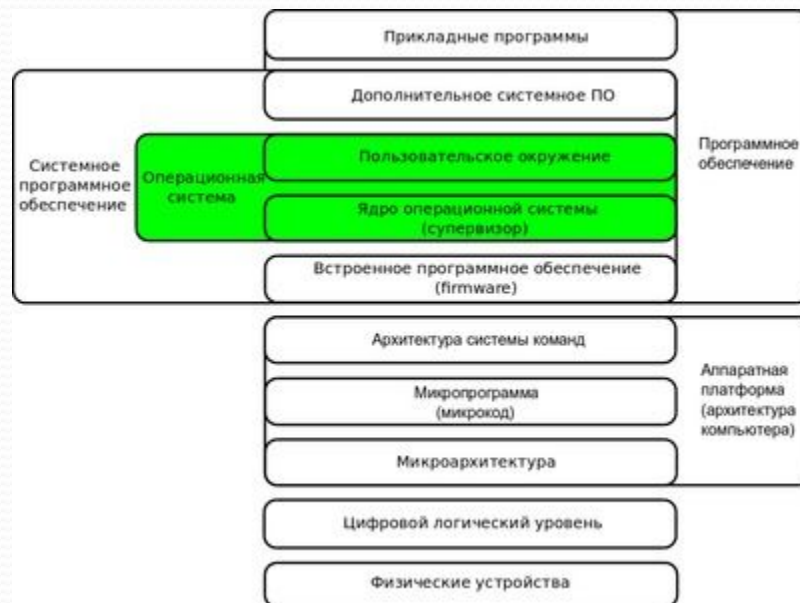 Прикладные программы
Дополнительное системное ПО
Программное
обеспечение
Системное
программное
обеспечение
Операционная
система
Пользовательское окружение
Ядро операционной системы
(супервизор)
Встроенное программное обеспечение
(firmware)
Архитектура системы команд
Аппаратная
платформа
(архитектура
компьютера)
Микропрограмма
(микрокод)
Микроархитектура
Цифровой логический уровень
Физические устройства